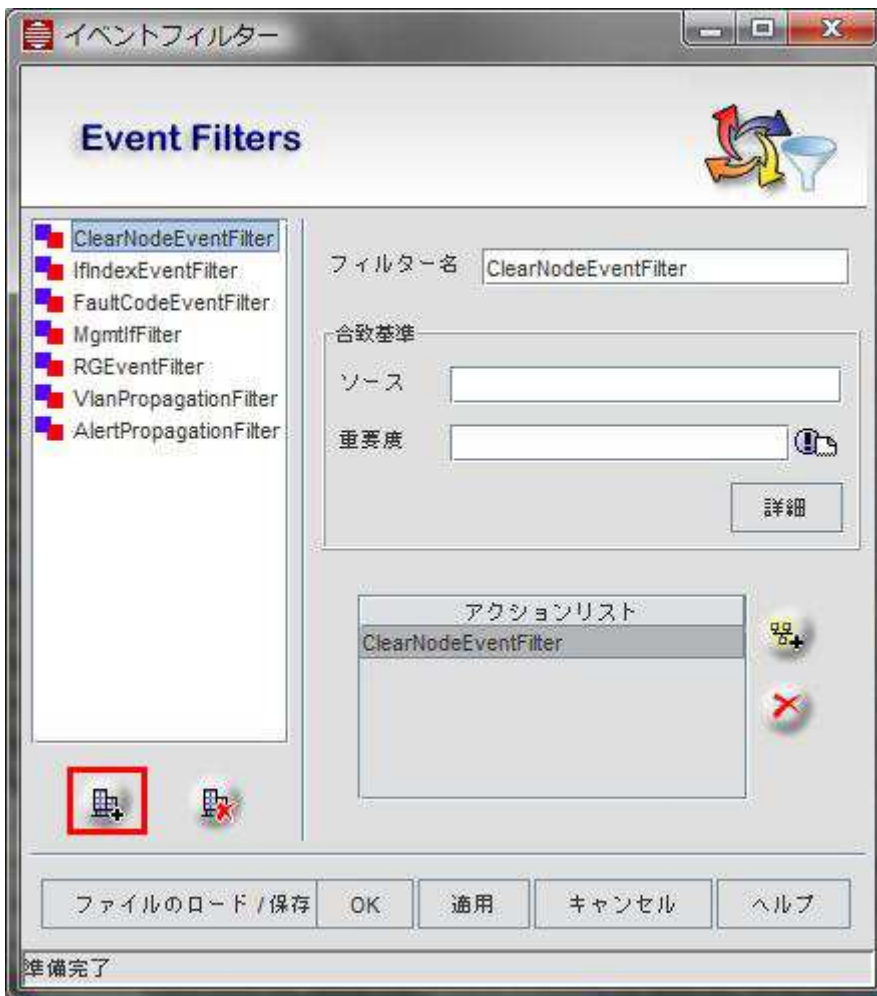 イベントフィルター
Event Filters
ClearNodeEventFilter
IfIndexEventFilter
FaultCodeEventFilter
MgmtIfFilter
RGEventFilter
VlanPropagationFilter
AlertPropagationFilter
フィルター名 ClearNodeEventFilter
合致基準
ソース
重要度
詳細
アクションリスト
ClearNodeEventFilter
ファイルのロード /保存 OK 適用 キャンセル ヘルプ
準備完了